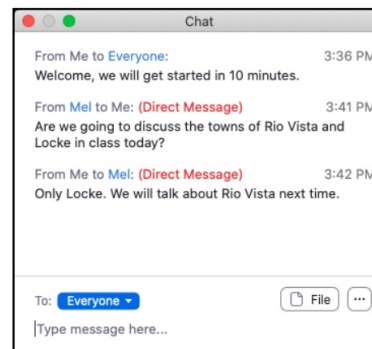 Chat
From Me to Everyone: 3:36 PM
Welcome, we will get started in 10 minutes.
From Mel to Me: (Direct Message) 3:41 PM
Are we going to discuss the towns of Rio Vista and
Locke in class today?
From Me to Mel: (Direct Message) 3:42 PM
Only Locke. We will talk about Rio Vista next time.
To: Everyone File ...
Type message here...